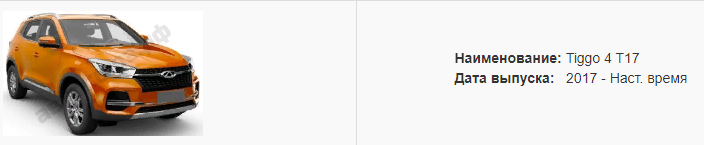 Наименование: Tiggo 4 T17
Дата выпуска: 2017 - Наст. время